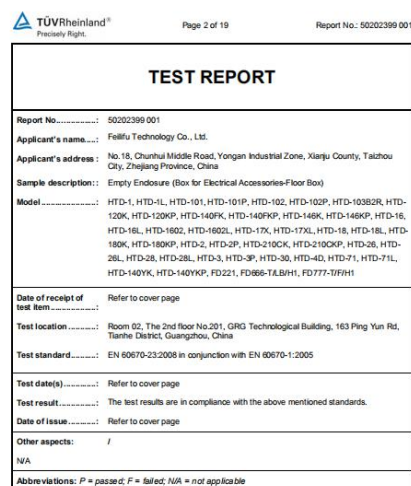 TÜVRheinland®
Precisely Right.
Page 2 of 19
Report No.: 50202399 001
TEST REPORT
Report No............: 50202399 001
Applicant's name.....: Feilifu Technology Co., Ltd.
Applicant's address : No.18, Chunhui Middle Road, Yongan Industrial Zone, Xianju County, Taizhou
City, Zhejiang Province, China
Sample description: : Empty Enclosure (Box for Electrical Accessories-Floor Box)
Model ....................: HTD-1, HTD-1L, HTD-101, HTD-101P, HTD-102, HTD-102P, HTD-103B2R, HTD-
120K, HTD-120KP, HTD-140FK, HTD-140FKP, HTD-146K, HTD-146KP, HTD-16,
HTD-16L, HTD-1602, HTD-1602L, HTD-17X, HTD-17XL, HTD-18, HTD-18L, HTD-
180K, HTD-180KP, HTD-2, HTD-2P, HTD-210CK, HTD-210CKP, HTD-26, HTD-
26L, HTD-28, HTD-28L, HTD-3, HTD-3P, HTD-30, HTD-4D, HTD-71, HTD-71L,
HTD-140YK, HTD-140YKP, FD221, FD666-T/LB/H1, FD777-T/F/H1
Date of receipt of
test item..................: Refer to cover page
Test location ...........: Room 02, The 2nd floor No.201, GRG Technological Building, 163 Ping Yun Rd,
Tianhe District, Guangzhou, China
Test standard...........: EN 60670-23:2008 in conjunction with EN 60670-1:2005
Test date(s).............: Refer to cover page
Test result...............: The test results are in compliance with the above mentioned standards.
Date of issue............: Refer to cover page
Other aspects: /
N/A
Abbreviations: P = passed; F = failed; N/A = not applicable